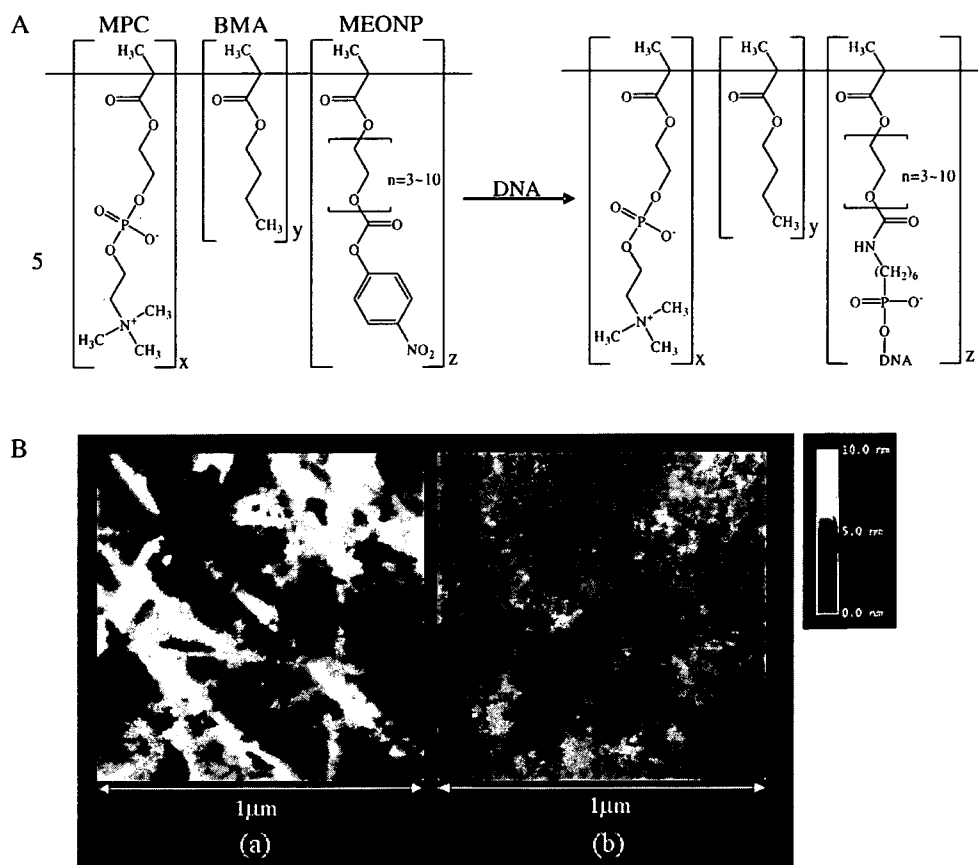 A
MPC BMA MEONP
H₃C H₃C H₃C
O O O
O O O
n=3~10
O
O P O⁻ O O
O CH₃ y O
N⁺ CH₃
H₃C CH₃ x
NO₂ z
DNA
H₃C H₃C H₃C
O O O
O O O
n=3~10
O
O P O⁻ O
O CH₃ y HN
(CH₂)₆
N⁺ CH₃ O=P-O⁻
H₃C CH₃ x O
DNA z
5
B
10.0 nm
5.0 nm
0.0 nm
1μm 1μm
(a) (b)